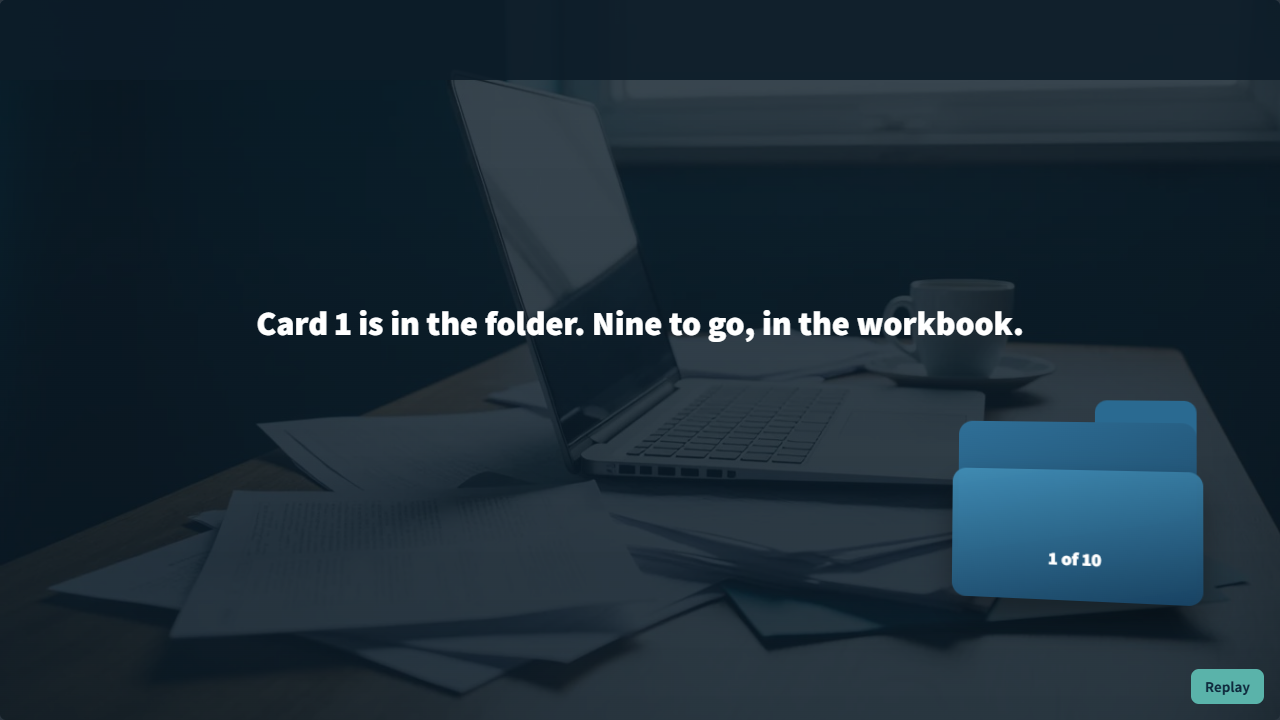 Card 1 is in the folder. Nine to go, in the workbook.
1 of 10
Replay